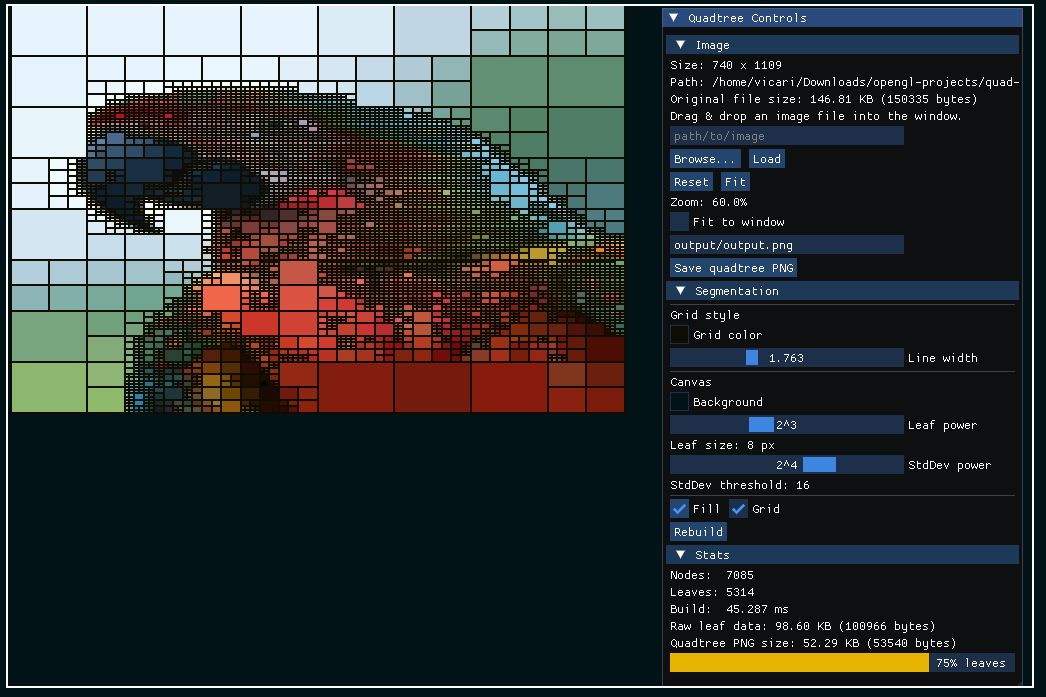 Quadtree Controls
Image
Size: 740 x 1109
Path: /home/vicari/Downloads/opengl-projects/quad-
Original file size: 146.81 KB (150335 bytes)
Drag & drop an image file into the window.
path/to/image
Browse... Load
Reset Fit
Zoom: 60.0%
Fit to window
output/output.png
Save quadtree PNG
Segmentation
Grid style
Grid color
1.763 Line width
Canvas
Background
2^3 Leaf power
Leaf size: 8 px
2^4 StdDev power
StdDev threshold: 16
Fill Grid
Rebuild
Stats
Nodes: 7085
Leaves: 5314
Build: 45.287 ms
Raw leaf data: 98.60 KB (100966 bytes)
Quadtree PNG size: 52.29 KB (53540 bytes)
75% leaves